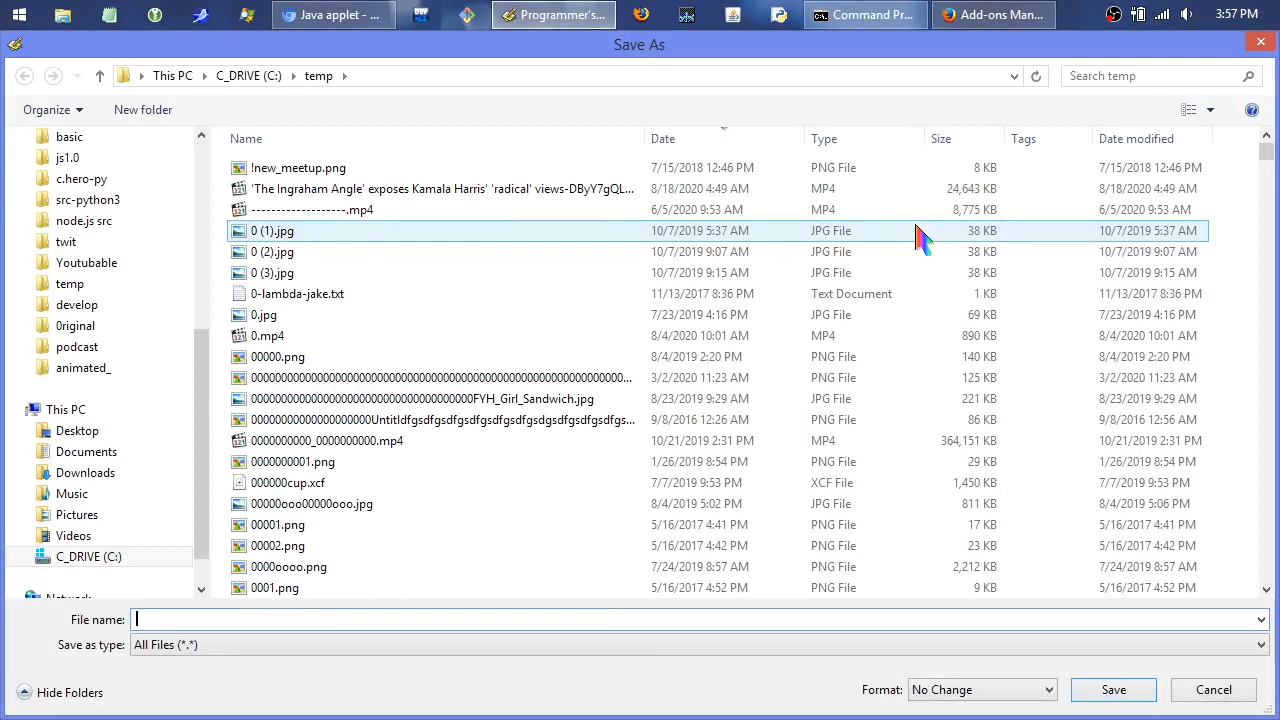 Java applet - ...
Programmer's...
Command Pr...
Add-ons Man...
3:57 PM
Save As
This PC
C_DRIVE (C:)
temp
Search temp
Organize
New folder
Name
Date
Type
Size
Tags
Date modified
basic
js1.0
c.hero-py
src-python3
node.js src
twit
Youtubable
temp
develop
0riginal
podcast
animated_
This PC
Desktop
Documents
Downloads
Music
Pictures
Videos
C_DRIVE (C:)
!new_meetup.png 7/15/2018 12:46 PM PNG File 8 KB 7/15/2018 12:46 PM
'The Ingraham Angle' exposes Kamala Harris 'radical' views-DByY7gQL... 8/18/2020 4:49 AM MP4 24,643 KB 8/18/2020 4:49 AM
-------------------.mp4 6/5/2020 9:53 AM MP4 8,775 KB 6/5/2020 9:53 AM
0 (1).jpg 10/7/2019 5:37 AM JPG File 38 KB 10/7/2019 5:37 AM
0 (2).jpg 10/7/2019 9:07 AM JPG File 38 KB 10/7/2019 9:07 AM
0 (3).jpg 10/7/2019 9:15 AM JPG File 38 KB 10/7/2019 9:15 AM
0-lambda-jake.txt 11/13/2017 8:36 PM Text Document 1 KB 11/13/2017 8:36 PM
0.jpg 7/23/2019 4:16 PM JPG File 69 KB 7/23/2019 4:16 PM
0.mp4 8/4/2020 10:01 AM MP4 890 KB 8/4/2020 10:01 AM
00000.png 8/4/2019 2:20 PM PNG File 140 KB 8/4/2019 2:20 PM
3/2/2020 11:23 AM PNG File 125 KB 3/2/2020 11:23 AM
8/23/2019 9:29 AM JPG File 221 KB 8/23/2019 9:29 AM
9/8/2016 12:26 AM PNG File 86 KB 9/8/2016 12:26 AM
0000000000_0000000000.mp4 10/21/2019 2:31 PM MP4 364,151 KB 10/21/2019 2:31 PM
0000000001.png 1/26/2019 8:54 PM PNG File 29 KB 1/26/2019 8:54 PM
000000cup.xcf 7/7/2019 9:53 PM XCF File 1,450 KB 7/7/2019 9:53 PM
000000ooo00000ooo.jpg 8/4/2019 5:02 PM JPG File 811 KB 8/4/2019 5:06 PM
00001.png 5/16/2017 4:41 PM PNG File 17 KB 5/16/2017 4:41 PM
00002.png 5/16/2017 4:42 PM PNG File 23 KB 5/16/2017 4:42 PM
0000oooo.png 7/24/2019 8:57 AM PNG File 2,212 KB 7/24/2019 8:57 AM
0001.png 5/16/2017 4:42 PM PNG File 9 KB 5/16/2017 4:42 PM
File name:
Save as type: All Files (*.*)
Hide Folders
Format: No Change
Save
Cancel